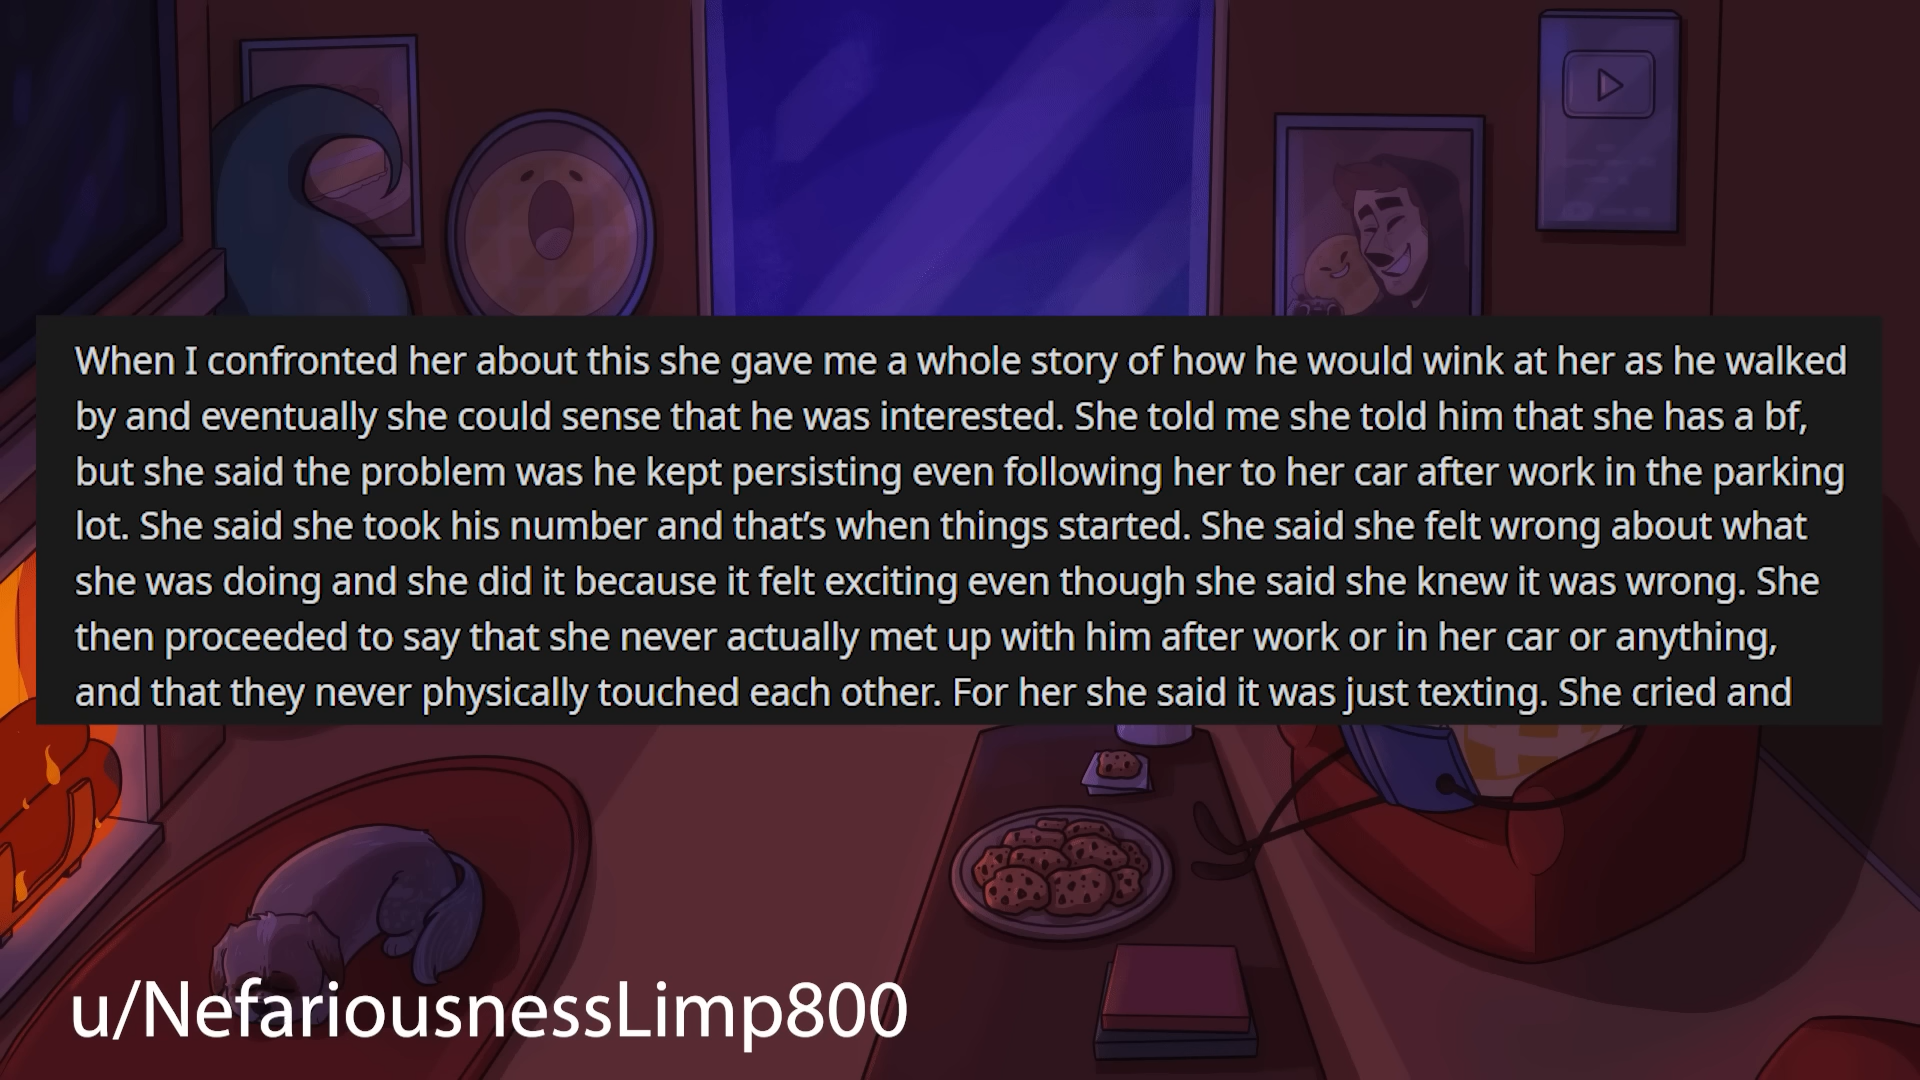 When I confronted her about this she gave me a whole story of how he would wink at her as he walked
by and eventually she could sense that he was interested. She told me she told him that she has a bf,
but she said the problem was he kept persisting even following her to her car after work in the parking
lot. She said she took his number and that’s when things started. She said she felt wrong about what
she was doing and she did it because it felt exciting even though she said she knew it was wrong. She
then proceeded to say that she never actually met up with him after work or in her car or anything,
and that they never physically touched each other. For her she said it was just texting. She cried and
u/NefariousnessLimp800